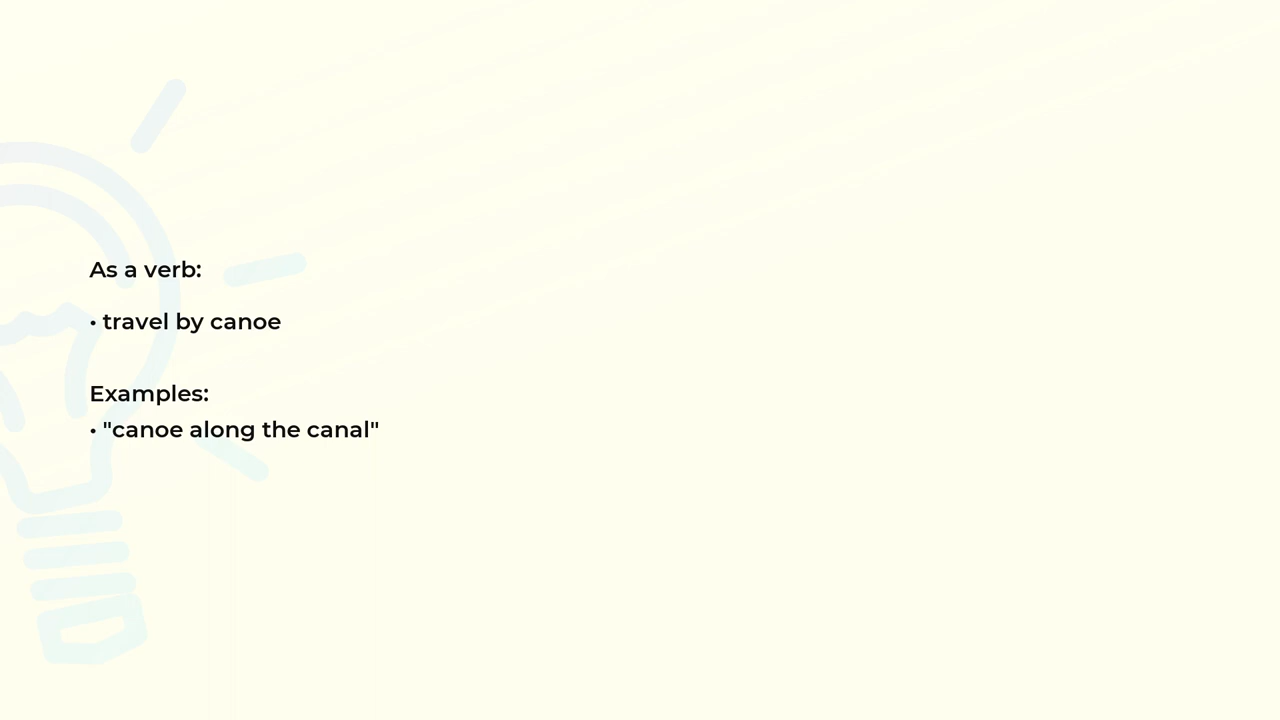 As a verb:
• travel by canoe
Examples:
• "canoe along the canal"